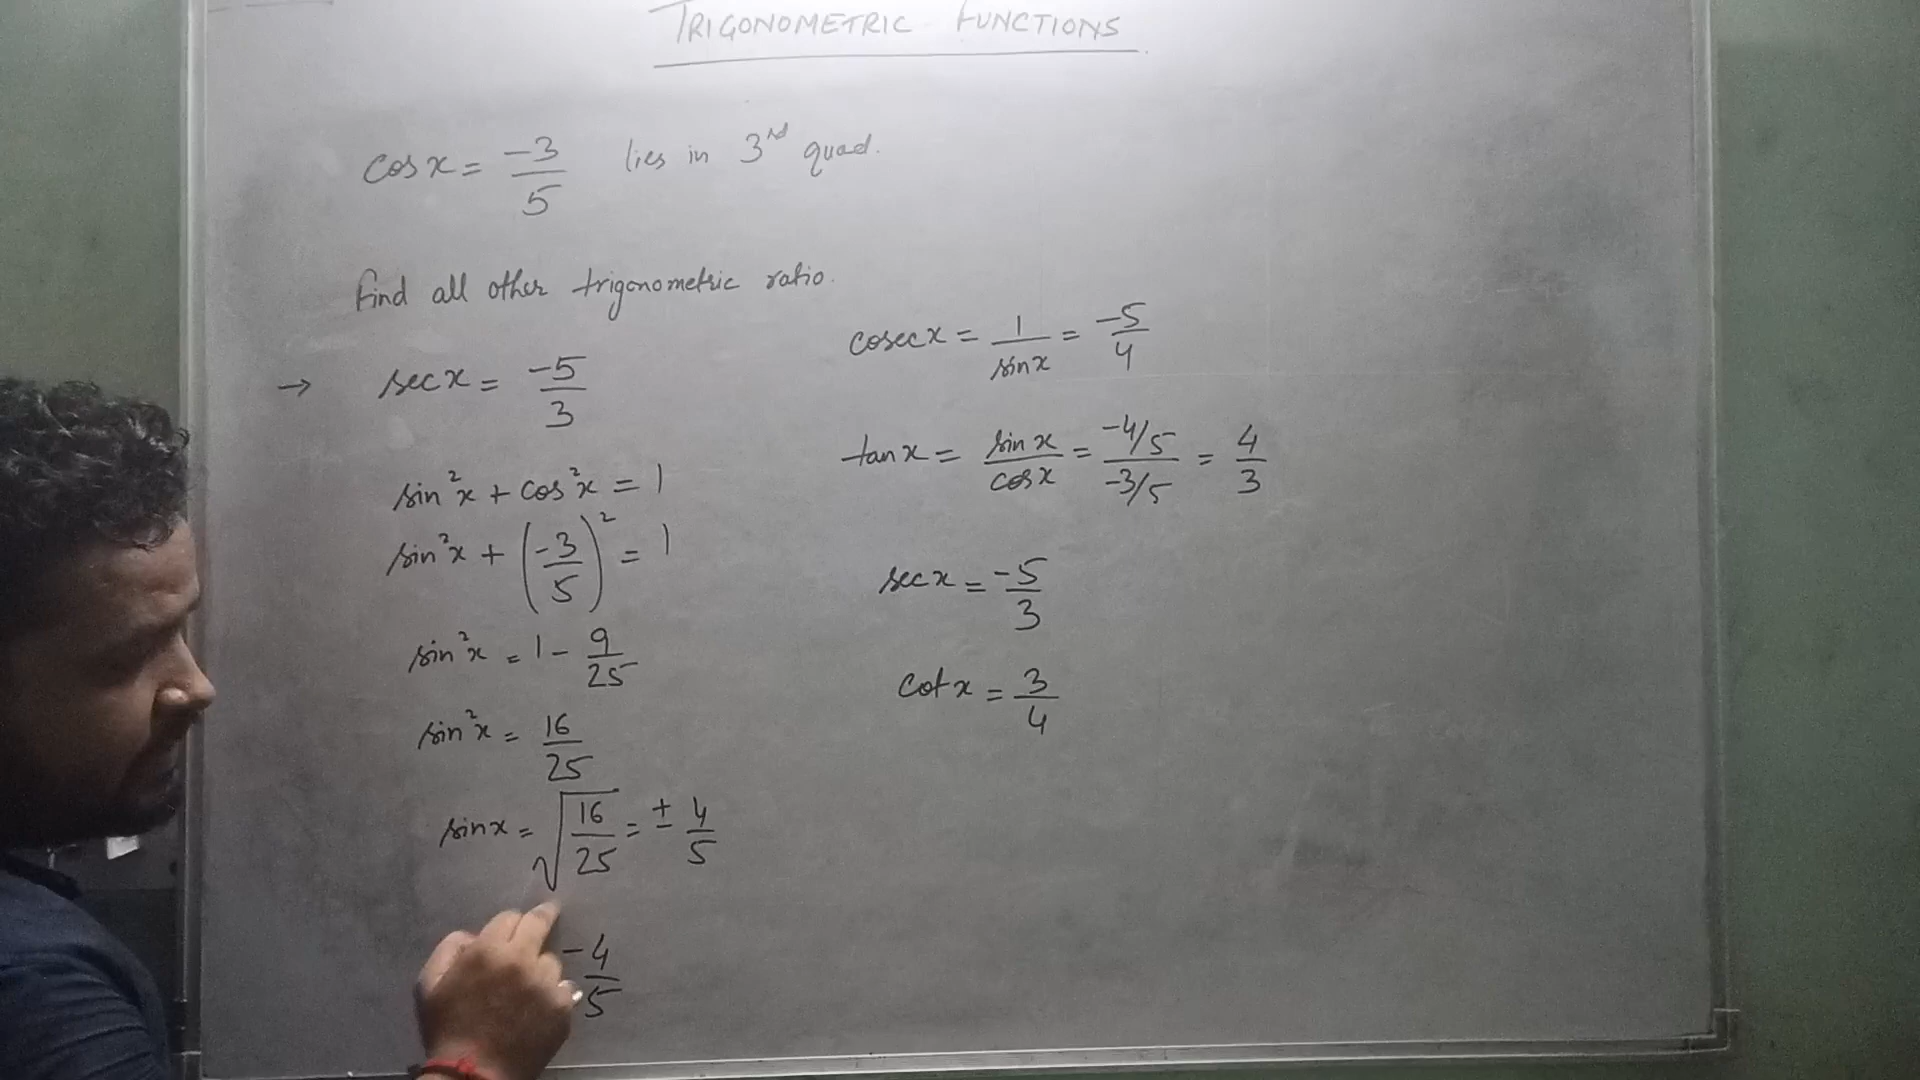 TRIGONOMETRIC FUNCTIONS
cos x = -3/5 lies in 3rd quad.
find all other trigonometric ratio.
→ sec x = -5/3
sin²x + cos²x = 1
sin²x + (-3/5)² = 1
sin²x = 1 - 9/25
sin²x = 16/25
sin x = √(16/25) = ± 4/5
-4/5
cosec x = 1/sin x = -5/4
tan x = sin x/cos x = (-4/5)/(-3/5) = 4/3
sec x = -5/3
cot x = 3/4